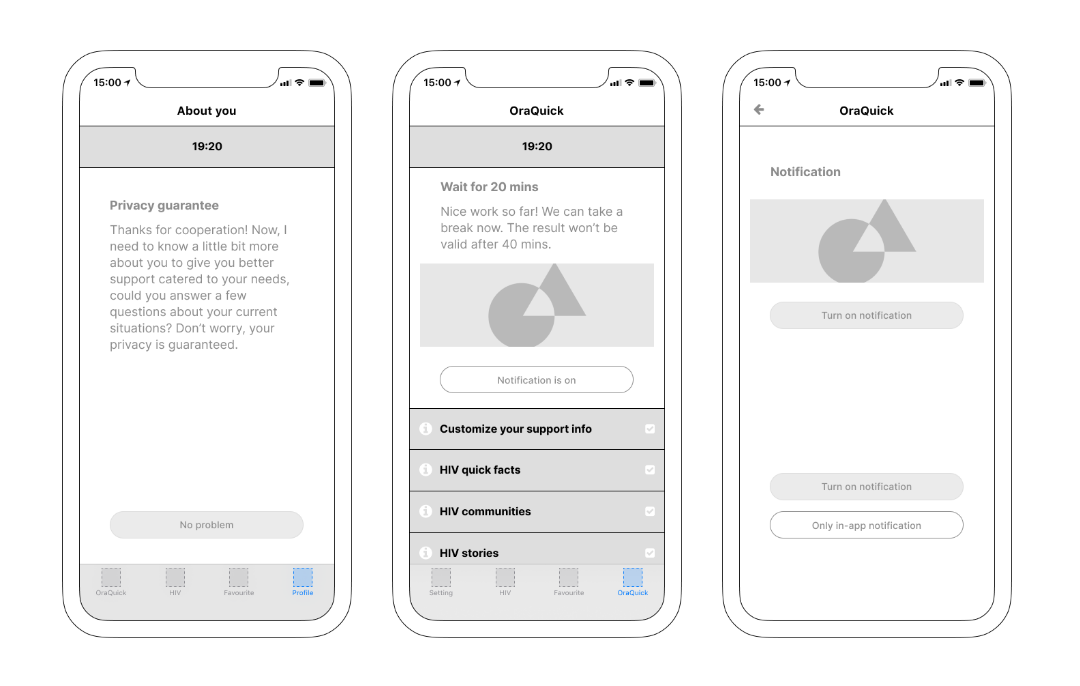 15:00
About you
19:20
Privacy guarantee
Thanks for cooperation! Now, I
need to know a little bit more
about you to give you better
support catered to your needs,
could you answer a few
questions about your current
situations? Don't worry, your
privacy is guaranteed.
No problem
OraQuick
HIV
Favourite
Profile
15:00
OraQuick
19:20
Wait for 20 mins
Nice work so far! We can take a
break now. The result won't be
valid after 40 mins.
Notification is on
Customize your support info
HIV quick facts
HIV communities
HIV stories
Setting
HIV
Favourite
OraQuick
15:00
OraQuick
Notification
Turn on notification
Turn on notification
Only in-app notification